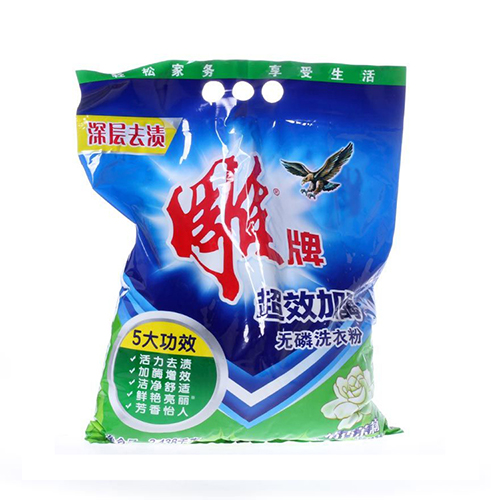 轻松家务 享受生活
深层去渍
雕®牌
超效加酶
无磷洗衣粉
5大功效
✓活力去渍
✓加酶增效
✓洁净舒适
✓鲜艳亮丽
✓芳香怡人